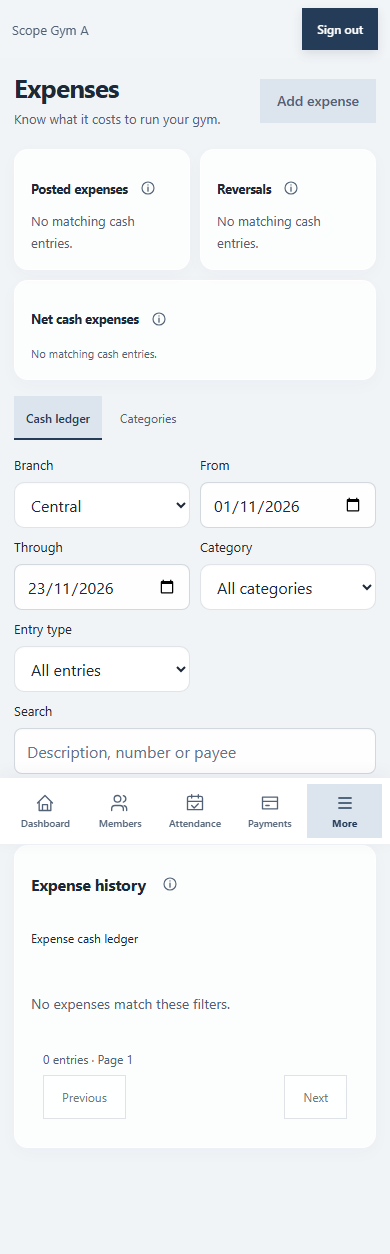 Scope Gym A
Sign out
Expenses
Know what it costs to run your gym.
Add expense
Posted expenses
No matching cash
entries.
Reversals
No matching cash
entries.
Net cash expenses
No matching cash entries.
Cash ledger
Categories
Branch
Central
From
01/11/2026
Through
23/11/2026
Category
All categories
Entry type
All entries
Search
Description, number or payee
Dashboard
Members
Attendance
Payments
More
Expense history
Expense cash ledger
No expenses match these filters.
0 entries · Page 1
Previous
Next